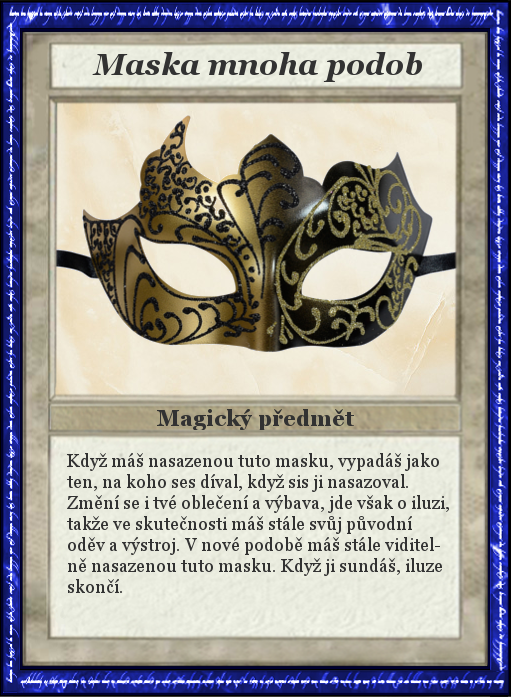 Maska mnoha podob
Magický předmět
Když máš nasazenou tuto masku, vypadáš jako
ten, na koho ses díval, když sis ji nasazoval.
Změní se i tvé oblečení a výbava, jde však o iluzi,
takže ve skutečnosti máš stále svůj původní
oděv a výstroj. V nové podobě máš stále viditel-
ně nasazenou tuto masku. Když ji sundáš, iluze
skončí.